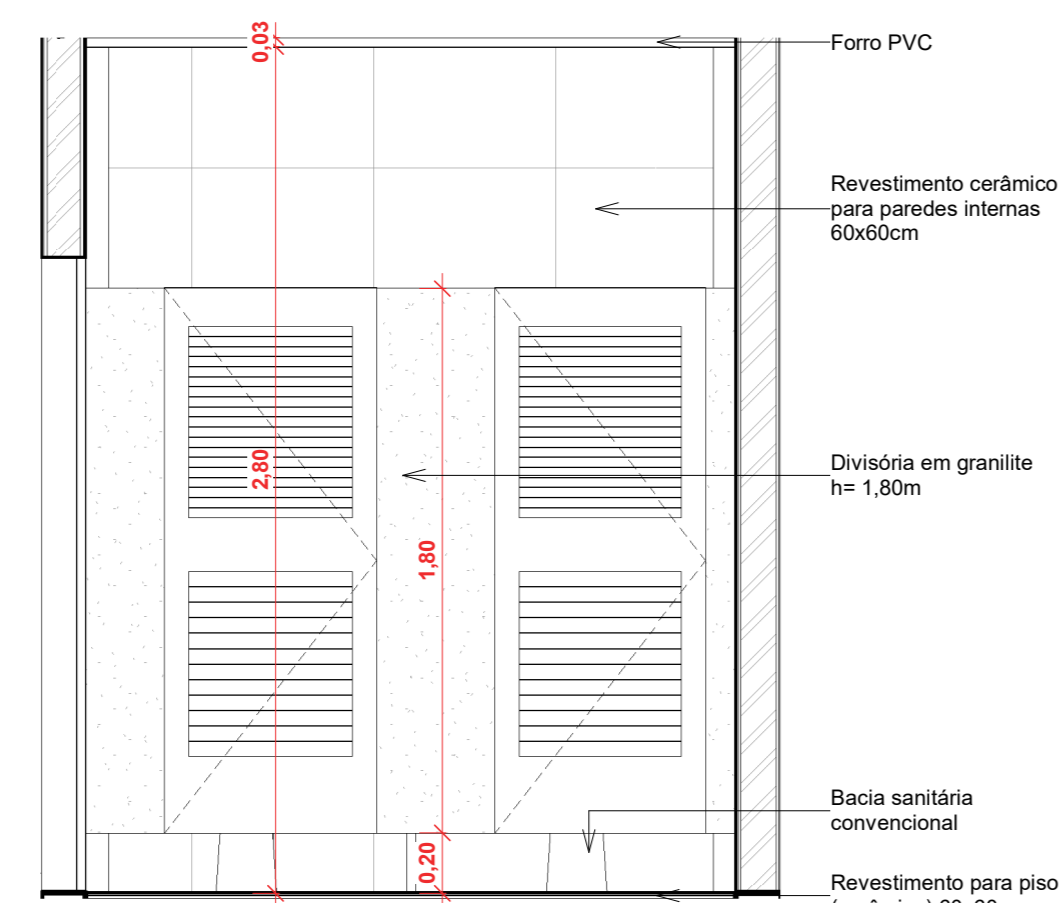 0,03
Forro PVC
Revestimento cerâmico
para paredes internas
60x60cm
2,80
Divisória em granilite
h= 1,80m
1,80
Bacia sanitária
convencional
0,20
Revestimento para piso